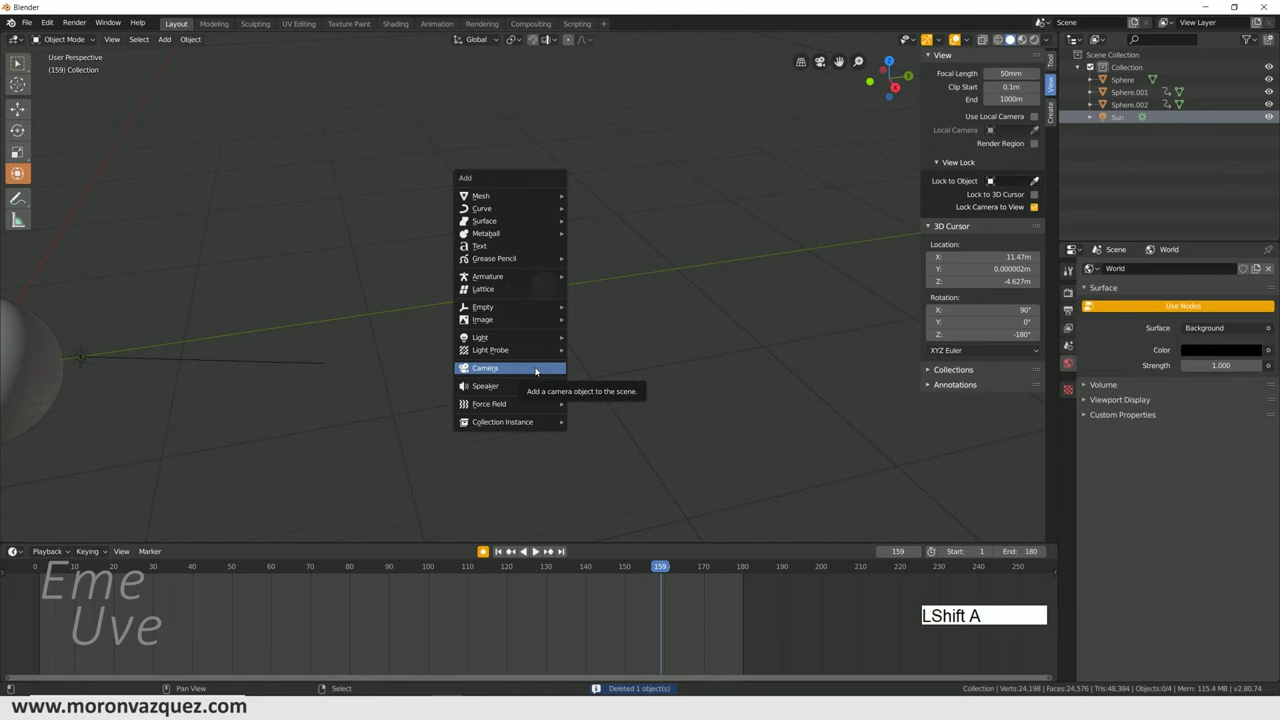 Blender
File Edit Render Window Help Layout Modeling Sculpting UV Editing Texture Paint Shading Animation Rendering Compositing Scripting + Scene View Layer
Object Mode View Select Add Object Global
User Perspective
(159) Collection
Add
Mesh
Curve
Surface
Metaball
Text
Grease Pencil
Armature
Lattice
Empty
Image
Light
Light Probe
Camera
Speaker
Force Field
Collection Instance
Add a camera object to the scene.
Z
Y
X
View
Focal Length 50mm
Clip Start 0.1m
End 1000m
Use Local Camera
Local Camera
Render Region
View Lock
Lock to Object
Lock to 3D Cursor
Lock Camera to View
3D Cursor
Location:
X: 11.47m
Y: 0.000002m
Z: -4.627m
Rotation:
X: 90°
Y: 0°
Z: -180°
XYZ Euler
Collections
Annotations
Tool
View
Create
Scene Collection
Collection
Sphere
Sphere.001
Sphere.002
Sun
Scene World
World
Surface
Use Nodes
Surface Background
Color
Strength 1.000
Volume
Viewport Display
Custom Properties
Playback Keying View Marker 159 Start: 1 End: 180
0 10 20 30 40 50 60 70 80 90 100 110 120 130 140 150 159 170 180 190 200 210 220 230 240 250
Eme
Uve
LShift A
Pan View Select Deleted 1 object(s) Collection | Verts:24,198 | Faces:24,576 | Tris:48,384 | Objects:0/4 | Mem: 115.4 MB | v2.80.74
www.moronvazquez.com